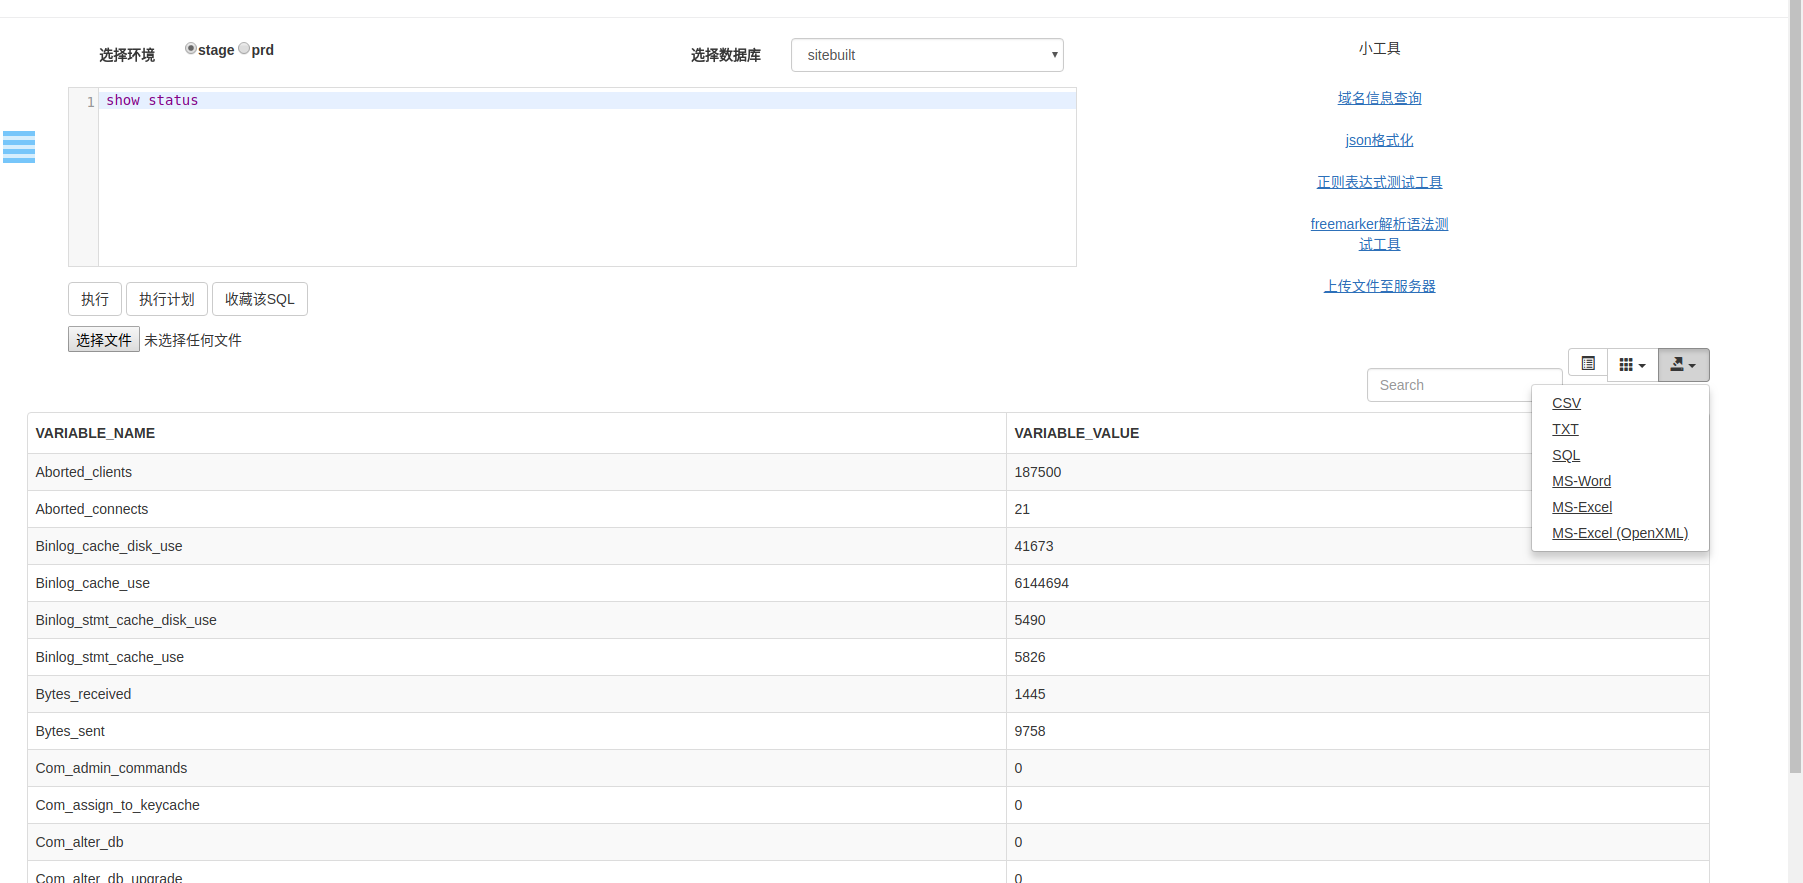 选择环境 stage prd 选择数据库 sitebuilt 小工具
1 show status
域名信息查询
json格式化
正则表达式测试工具
freemarker解析语法测
试工具
上传文件至服务器
执行 执行计划 收藏该SQL
选择文件 未选择任何文件
Search
CSV
TXT
SQL
MS-Word
MS-Excel
MS-Excel (OpenXML)
VARIABLE_NAME VARIABLE_VALUE
Aborted_clients 187500
Aborted_connects 21
Binlog_cache_disk_use 41673
Binlog_cache_use 6144694
Binlog_stmt_cache_disk_use 5490
Binlog_stmt_cache_use 5826
Bytes_received 1445
Bytes_sent 9758
Com_admin_commands 0
Com_assign_to_keycache 0
Com_alter_db 0
Com_alter_db_upgrade 0